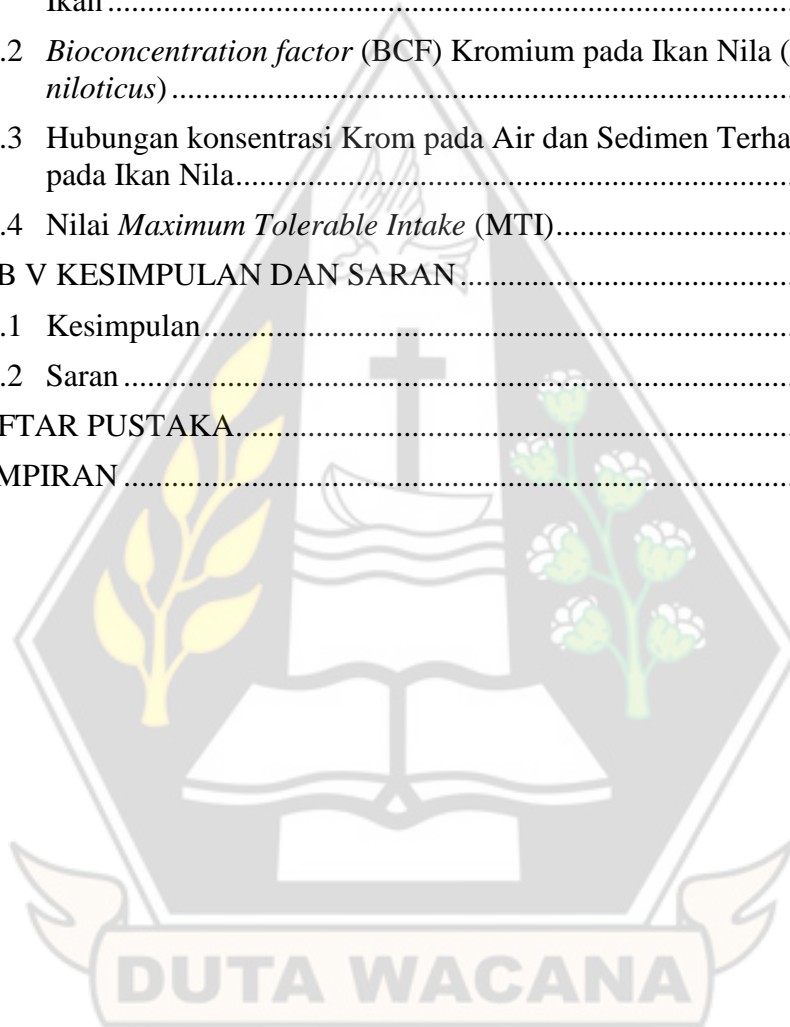 Ikan ..........................................................................................
.2 Bioconcentration factor (BCF) Kromium pada Ikan Nila (
niloticus) ..................................................................................
.3 Hubungan konsentrasi Krom pada Air dan Sedimen Terha
pada Ikan Nila..........................................................................
.4 Nilai Maximum Tolerable Intake (MTI)..............................
B V KESIMPULAN DAN SARAN ..........................................
.1 Kesimpulan ..............................................................................
.2 Saran ........................................................................................
FTAR PUSTAKA......................................................................
MPIRAN ....................................................................................
DUTA WACANA